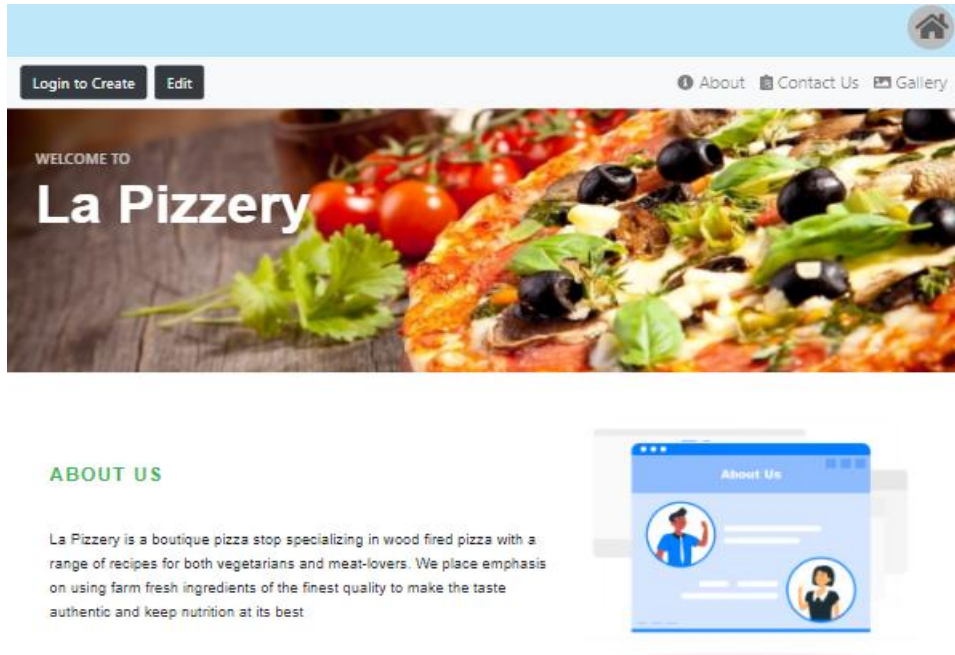 Login to Create Edit About Contact Us Gallery
WELCOME TO
La Pizzery
ABOUT US
About Us
La Pizzery is a boutique pizza stop specializing in wood fired pizza with a
range of recipes for both vegetarians and meat-lovers. We place emphasis
on using farm fresh ingredients of the finest quality to make the taste
authentic and keep nutrition at its best